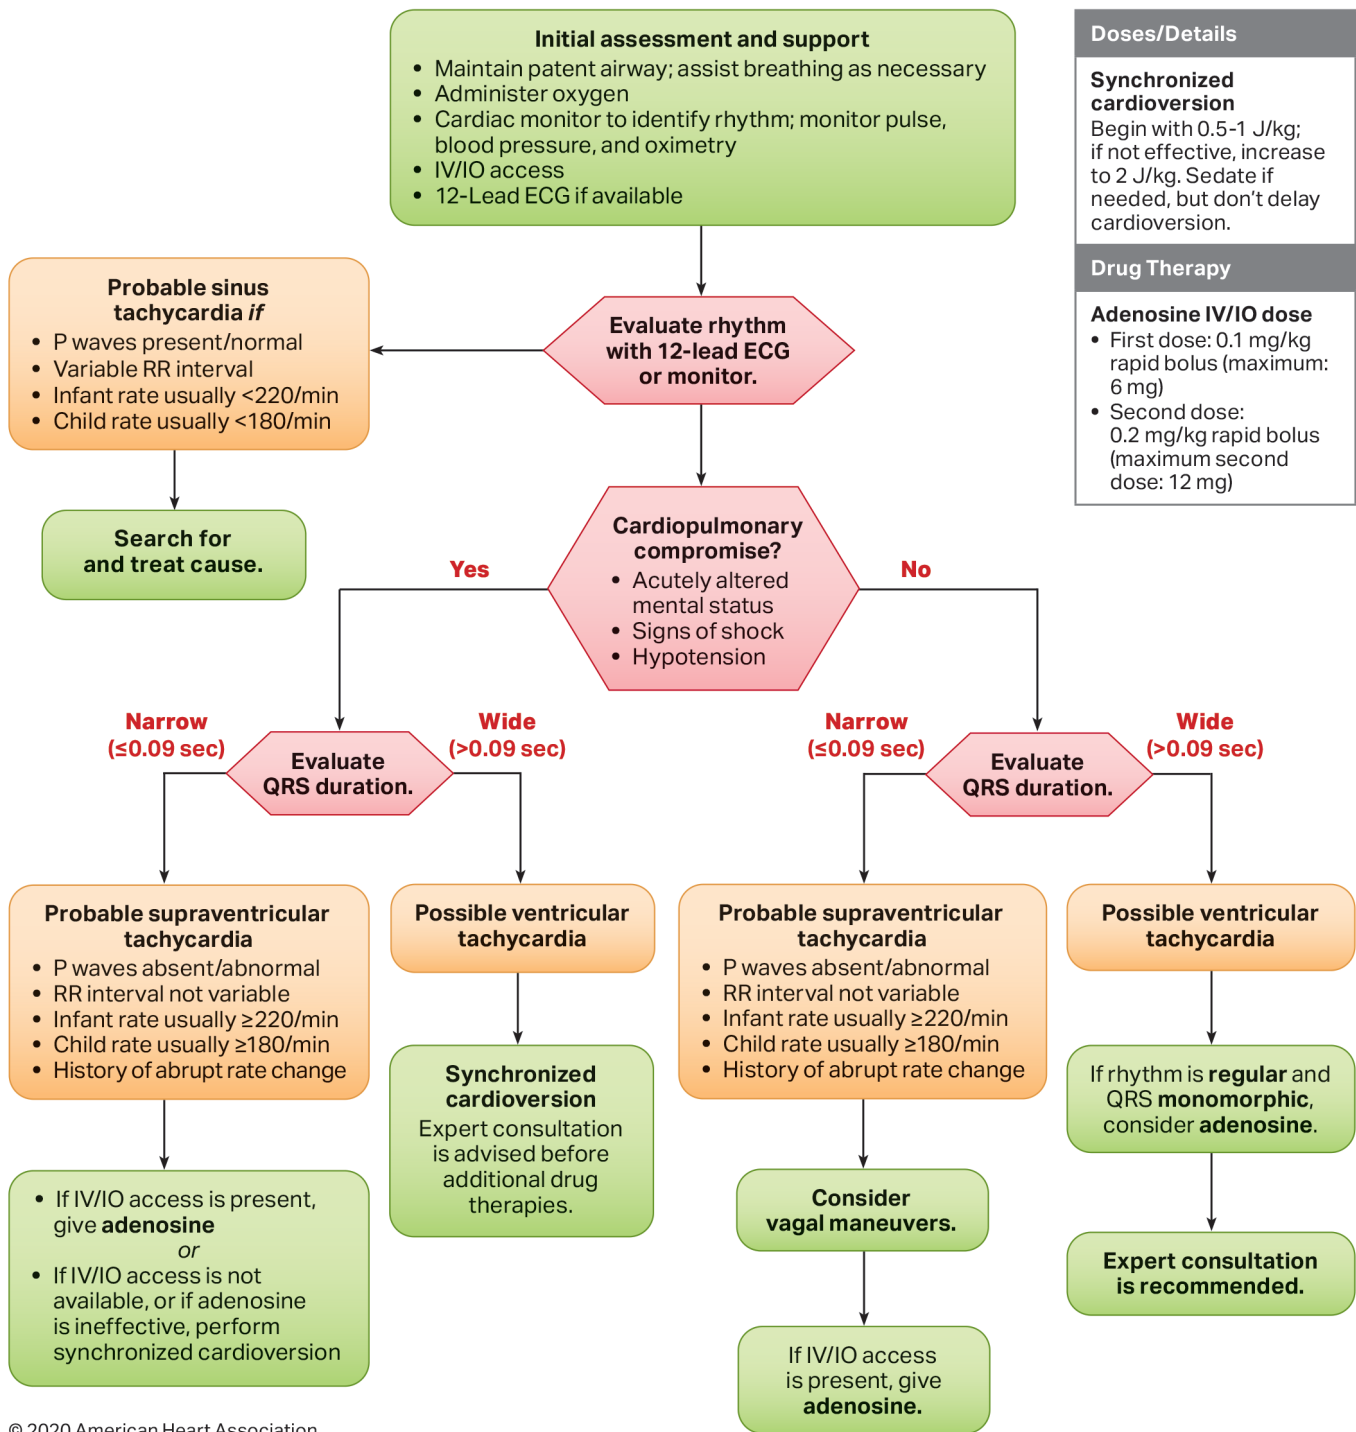 Initial assessment and support
• Maintain patent airway; assist breathing as necessary
• Administer oxygen
• Cardiac monitor to identify rhythm; monitor pulse,
blood pressure, and oximetry
• IV/IO access
• 12-Lead ECG if available
Doses/Details
Synchronized
cardioversion
Begin with 0.5-1 J/kg;
if not effective, increase
to 2 J/kg. Sedate if
needed, but don't delay
cardioversion.
Drug Therapy
Adenosine IV/IO dose
• First dose: 0.1 mg/kg
rapid bolus (maximum:
6 mg)
• Second dose:
0.2 mg/kg rapid bolus
(maximum second
dose: 12 mg)
Probable sinus
tachycardia if
• P waves present/normal
• Variable RR interval
• Infant rate usually <220/min
• Child rate usually <180/min
Evaluate rhythm
with 12-lead ECG
or monitor.
Search for
and treat cause.
Cardiopulmonary
compromise?
• Acutely altered
mental status
• Signs of shock
• Hypotension
Yes
No
Narrow
(≤0.09 sec)
Evaluate
QRS duration.
Wide
(>0.09 sec)
Narrow
(≤0.09 sec)
Evaluate
QRS duration.
Wide
(>0.09 sec)
Probable supraventricular
tachycardia
• P waves absent/abnormal
• RR interval not variable
• Infant rate usually ≥220/min
• Child rate usually ≥180/min
• History of abrupt rate change
Possible ventricular
tachycardia
Probable supraventricular
tachycardia
• P waves absent/abnormal
• RR interval not variable
• Infant rate usually ≥220/min
• Child rate usually ≥180/min
• History of abrupt rate change
Possible ventricular
tachycardia
• If IV/IO access is present,
give adenosine
or
• If IV/IO access is not
available, or if adenosine
is ineffective, perform
synchronized cardioversion
Synchronized
cardioversion
Expert consultation
is advised before
additional drug
therapies.
Consider
vagal maneuvers.
If IV/IO access
is present, give
adenosine.
If rhythm is regular and
QRS monomorphic,
consider adenosine.
Expert consultation
is recommended.
© 2020 American Heart Association